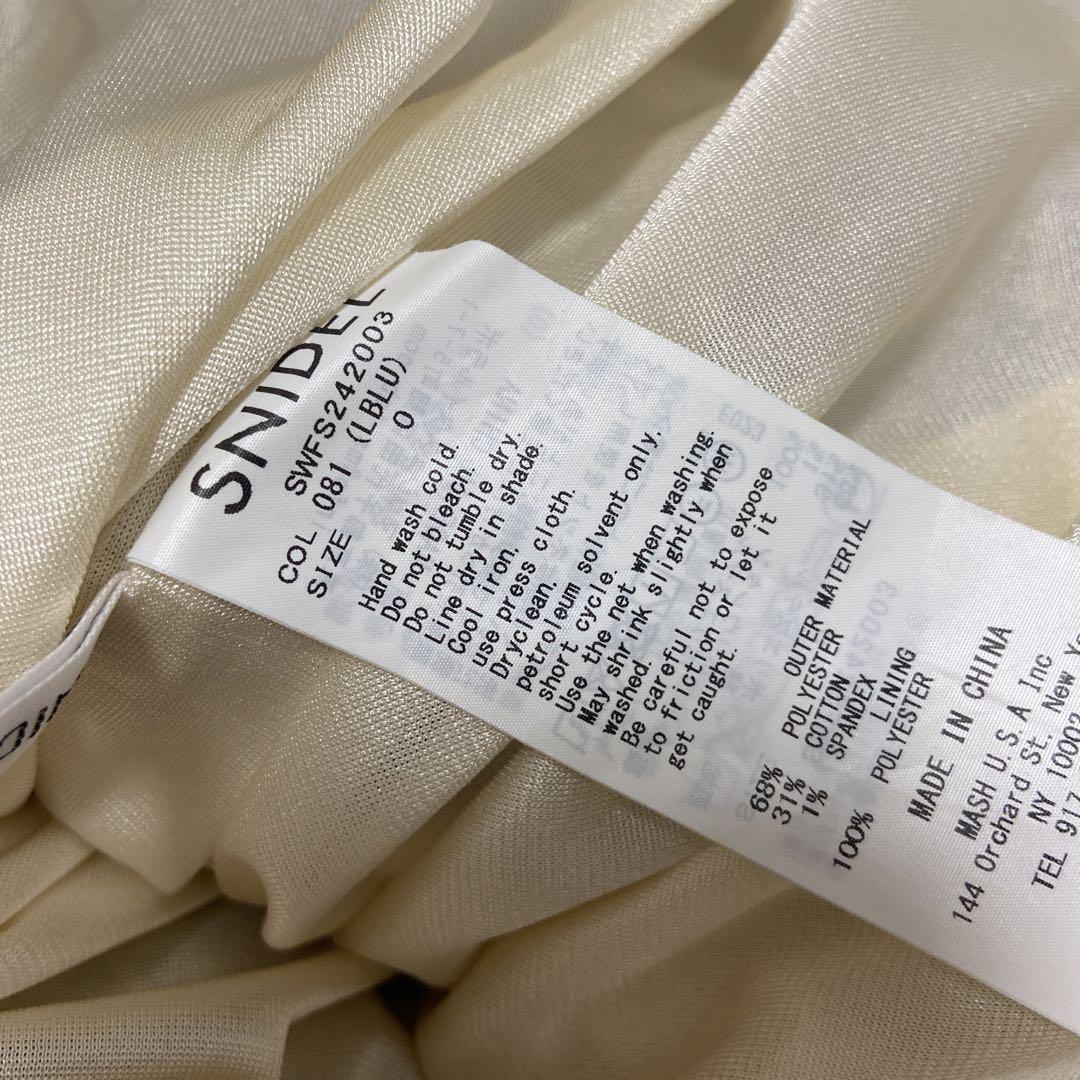 SNIDEL
SWFS242003
COL 081 (LBLU)
SIZE 0
Hand wash cold.
Do not bleach.
Do not tumble dry.
Line dry in shade.
Cool iron.
use press cloth.
Dryclean.
petroleum solvent only,
short cycle.
Use the net when washing.
May shrink slightly when
washed.
Be careful not to expose
to friction or let it
get caught.
OUTER MATERIAL
68% POLYESTER
31% COTTON
1% SPANDEX
LINING
100% POLYESTER
MADE IN CHINA
MASH U.S.A Inc
144 Orchard St. New
NY 10002
TEL 917